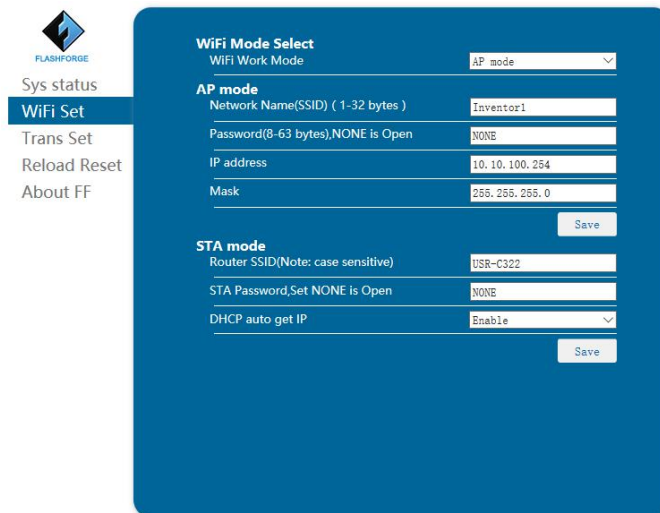 FLASHFORGE
Sys status
WiFi Set
Trans Set
Reload Reset
About FF
WiFi Mode Select
WiFi Work Mode AP mode
AP mode
Network Name(SSID) ( 1-32 bytes ) Inventor1
Password(8-63 bytes),NONE is Open NONE
IP address 10.10.100.254
Mask 255.255.255.0
Save
STA mode
Router SSID(Note: case sensitive) USR-C322
STA Password,Set NONE is Open NONE
DHCP auto get IP Enable
Save